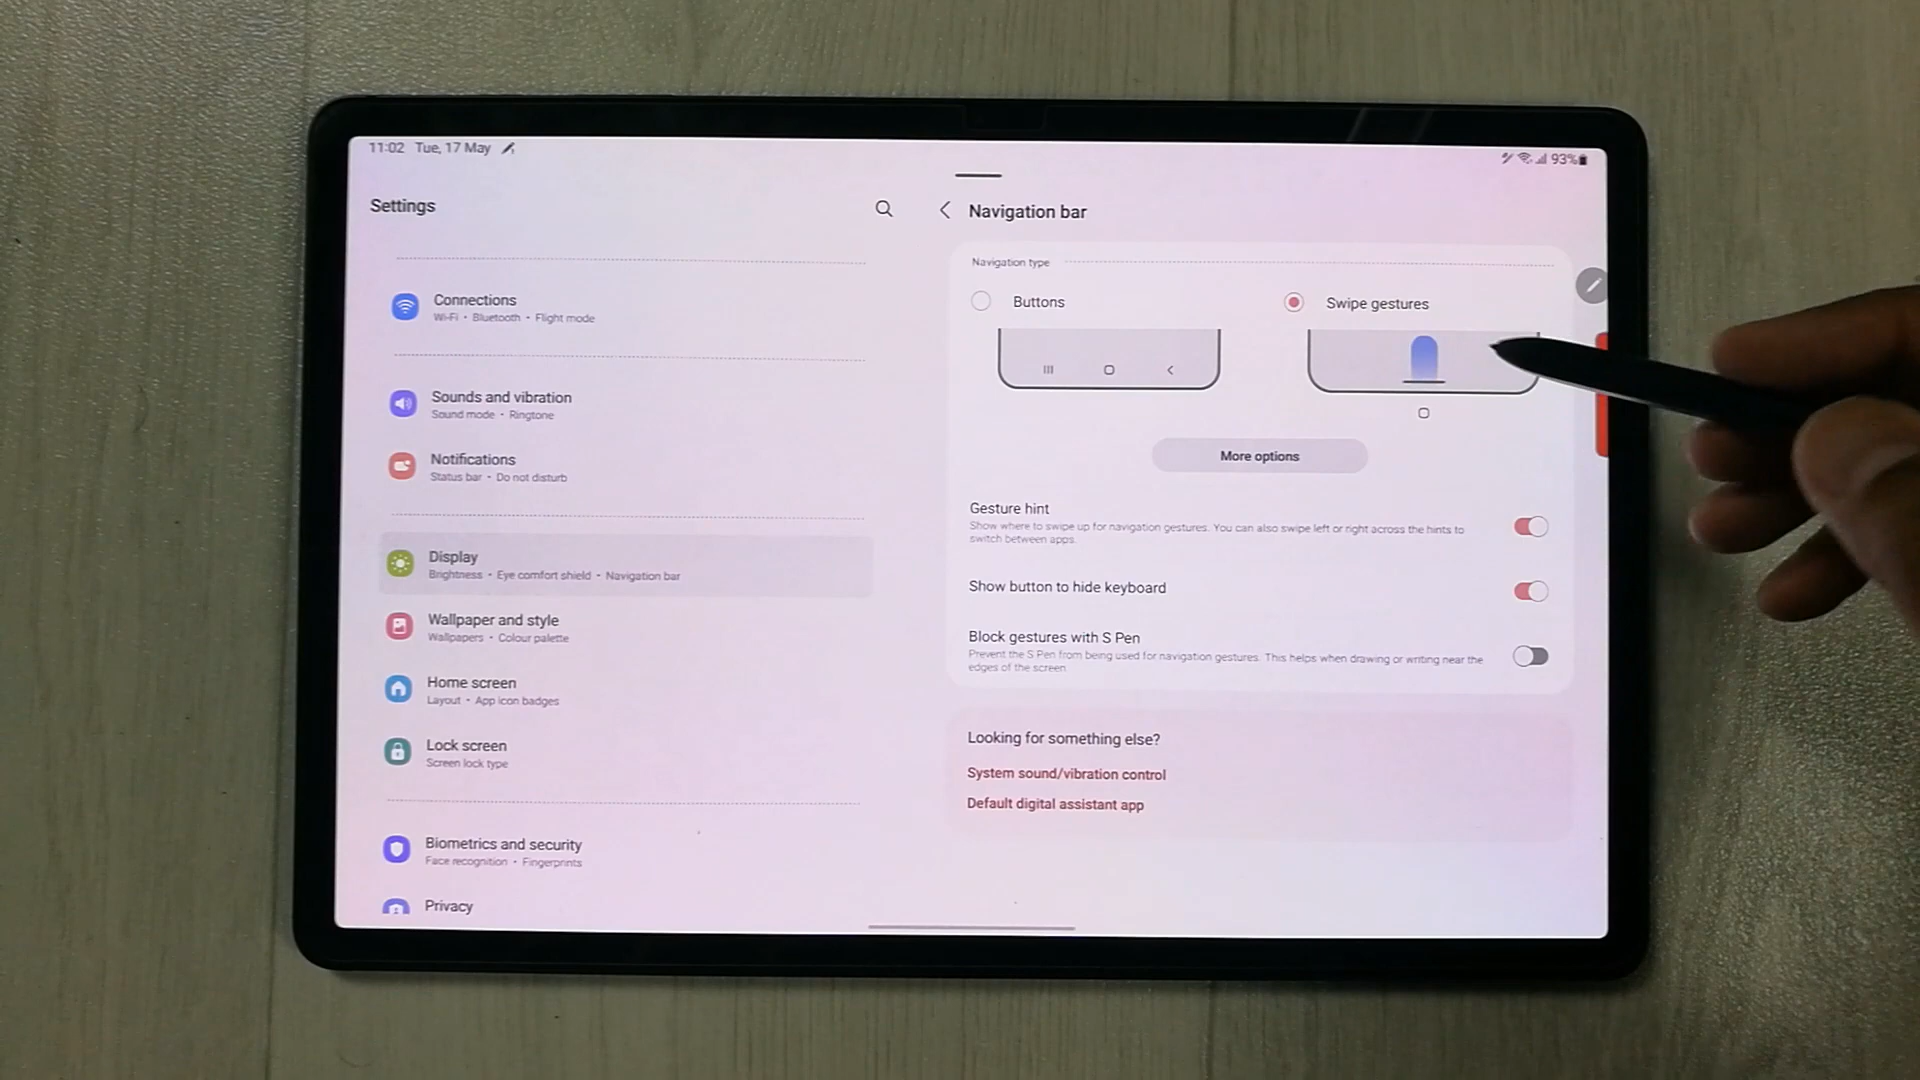 11:02 Tue, 17 May
93%
Settings
Connections
Wi-Fi • Bluetooth • Flight mode
Sounds and vibration
Sound mode • Ringtone
Notifications
Status bar • Do not disturb
Display
Brightness • Eye comfort shield • Navigation bar
Wallpaper and style
Wallpapers • Colour palette
Home screen
Layout • App icon badges
Lock screen
Screen lock type
Biometrics and security
Face recognition • Fingerprints
Privacy
Navigation bar
Navigation type
Buttons
Swipe gestures
More options
Gesture hint
Show where to swipe up for navigation gestures. You can also swipe left or right across the hints to
switch between apps.
Show button to hide keyboard
Block gestures with S Pen
Prevent the S Pen from being used for navigation gestures. This helps when drawing or writing near the
edges of the screen.
Looking for something else?
System sound/vibration control
Default digital assistant app